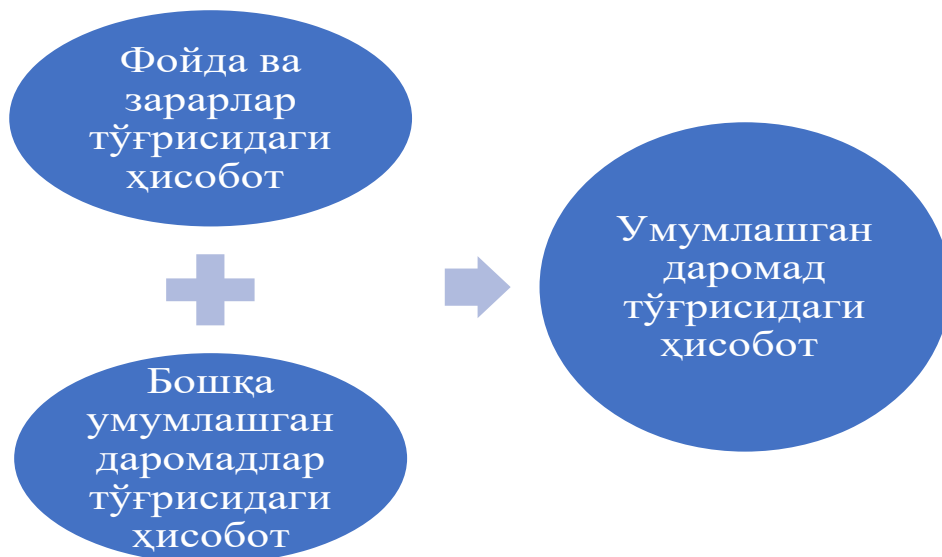 Фойда ва
зарарлар
тўғрисидаги
ҳисобот
Бошқа
умумлашган
даромадлар
тўғрисидаги
ҳисобот
Умумлашган
даромад
тўғрисидаги
ҳисобот